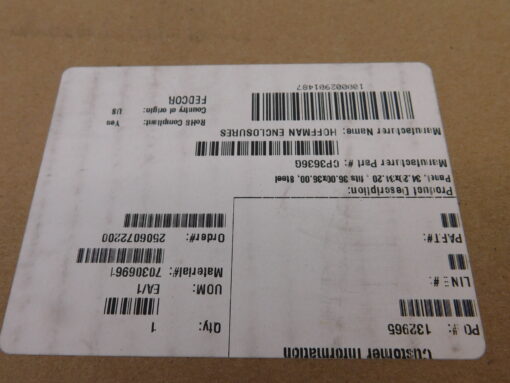 Customer Information
PO #: 132965
LINE #:
PART#:
Qty: 1
UOM: EA/1
Material#: 70306961
Order#: 2506072200
Product Description:
Panel, 34.2x31.20 , fits 36.00x36.00, steel
Manufacturer Part #: CP3636G
Manufacturer Name: HOFFMAN ENCLOSURES
100002901487
RoHS Compliant: Yes
Country of origin: US
FEDCOR